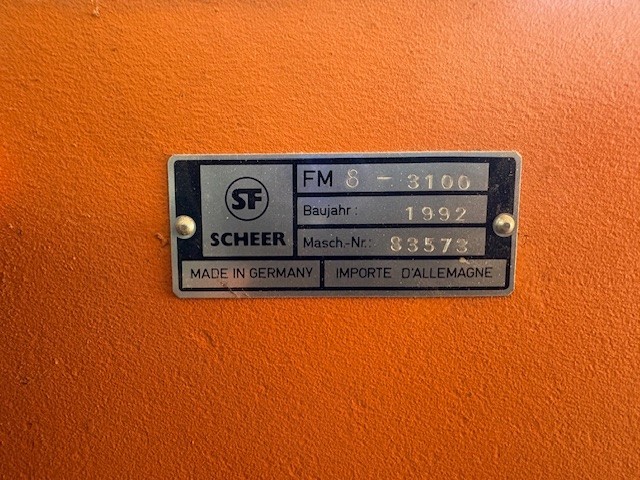 SF
SCHEER
FM 8 - 3100
Baujahr: 1992
Masch.-Nr.: 83573
MADE IN GERMANY
IMPORTE D'ALLEMAGNE